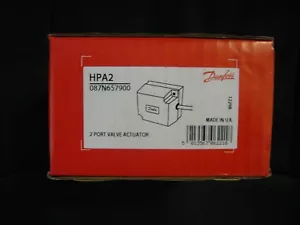 HPA2
087N657900
Danfoss
2 PORT VALVE ACTUATOR
MADE IN U.K.